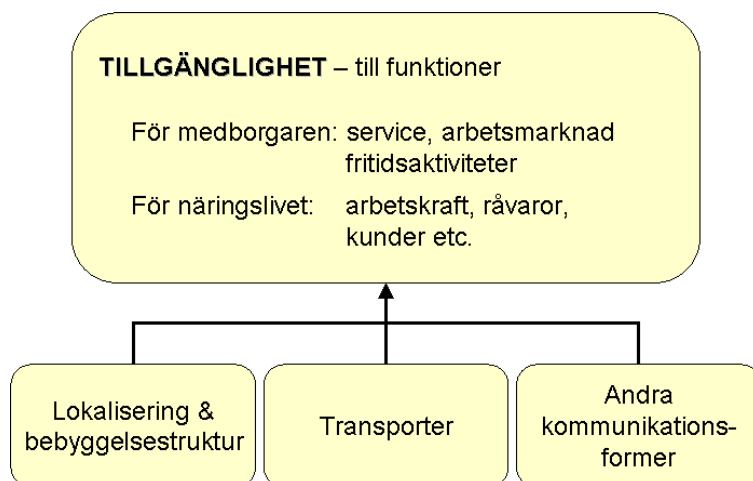 TILLGÄNGLIGHET – till funktioner
För medborgaren: service, arbetsmarknad
fritidsaktiviteter
För näringslivet: arbetskraft, råvaror,
kunder etc.
Lokalisering &
bebyggelsestruktur
Transporter
Andra
kommunikations-
former